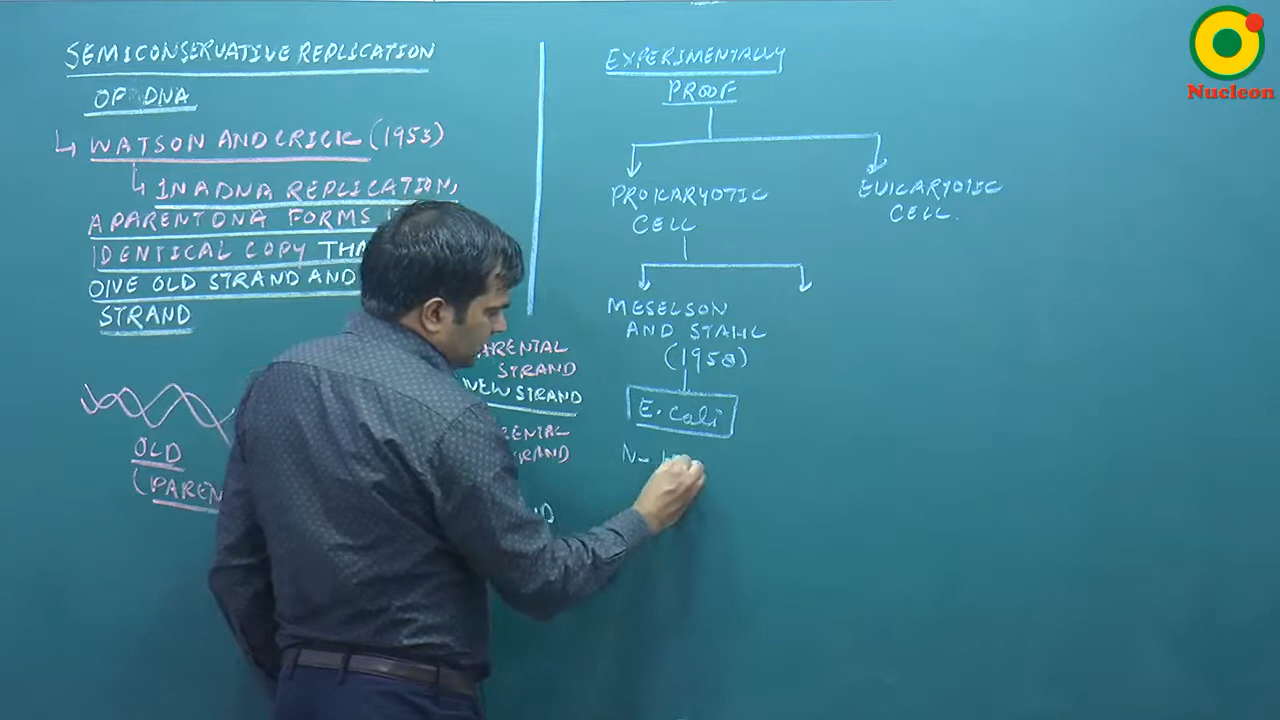 SEMICONSERVATIVE REPLICATION
OF DNA
WATSON AND CRICK (1953)
IN A DNA REPLICATION,
A PARENT DNA FORMS
IDENTICAL COPY THA
ONE OLD STRAND AND
STRAND
OLD
(PAREN
ARENTAL
STRAND
NEW STRAND
RENTAL
RAND
EXPERIMENTALLY
PROOF
PROKARYOTIC
CELL
EUKARYOTIC
CELL.
MESELSON
AND STAHL
(1958)
E. Cali
N-
Nucleon